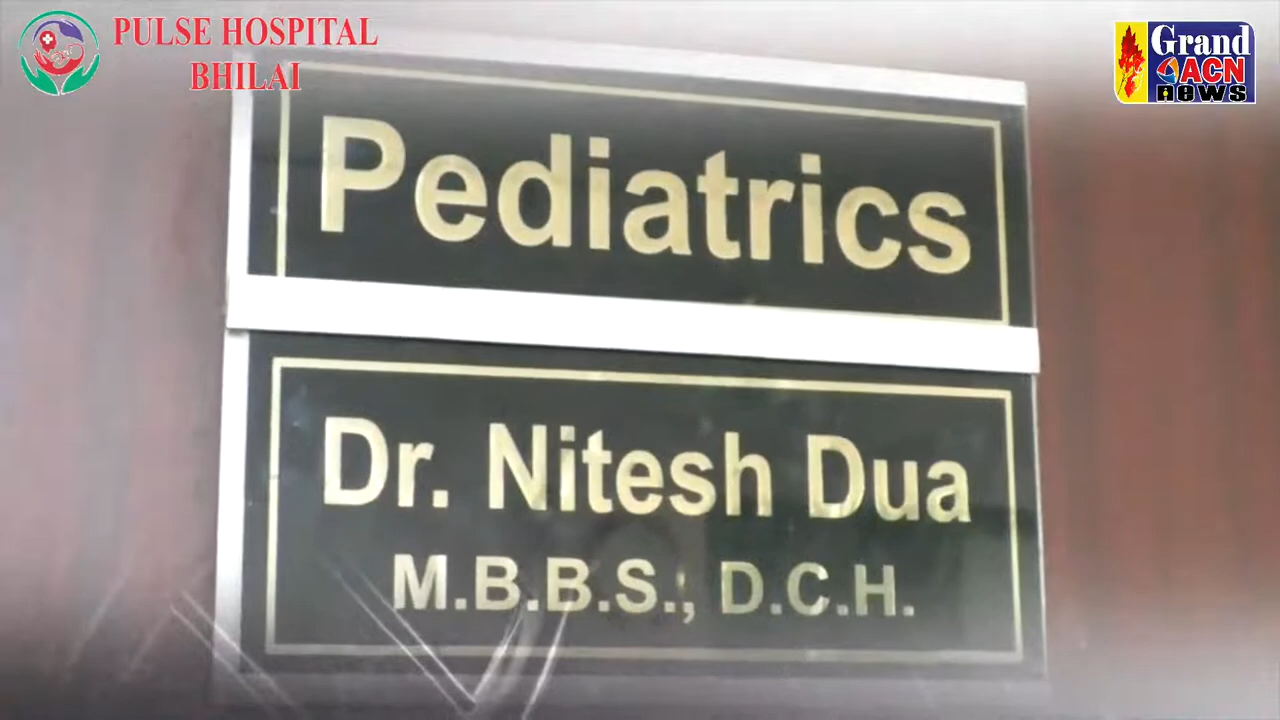 PULSE HOSPITAL
BHILAI
Grand
ACN
news
Pediatrics
Dr. Nitesh Dua
M.B.B.S., D.C.H.